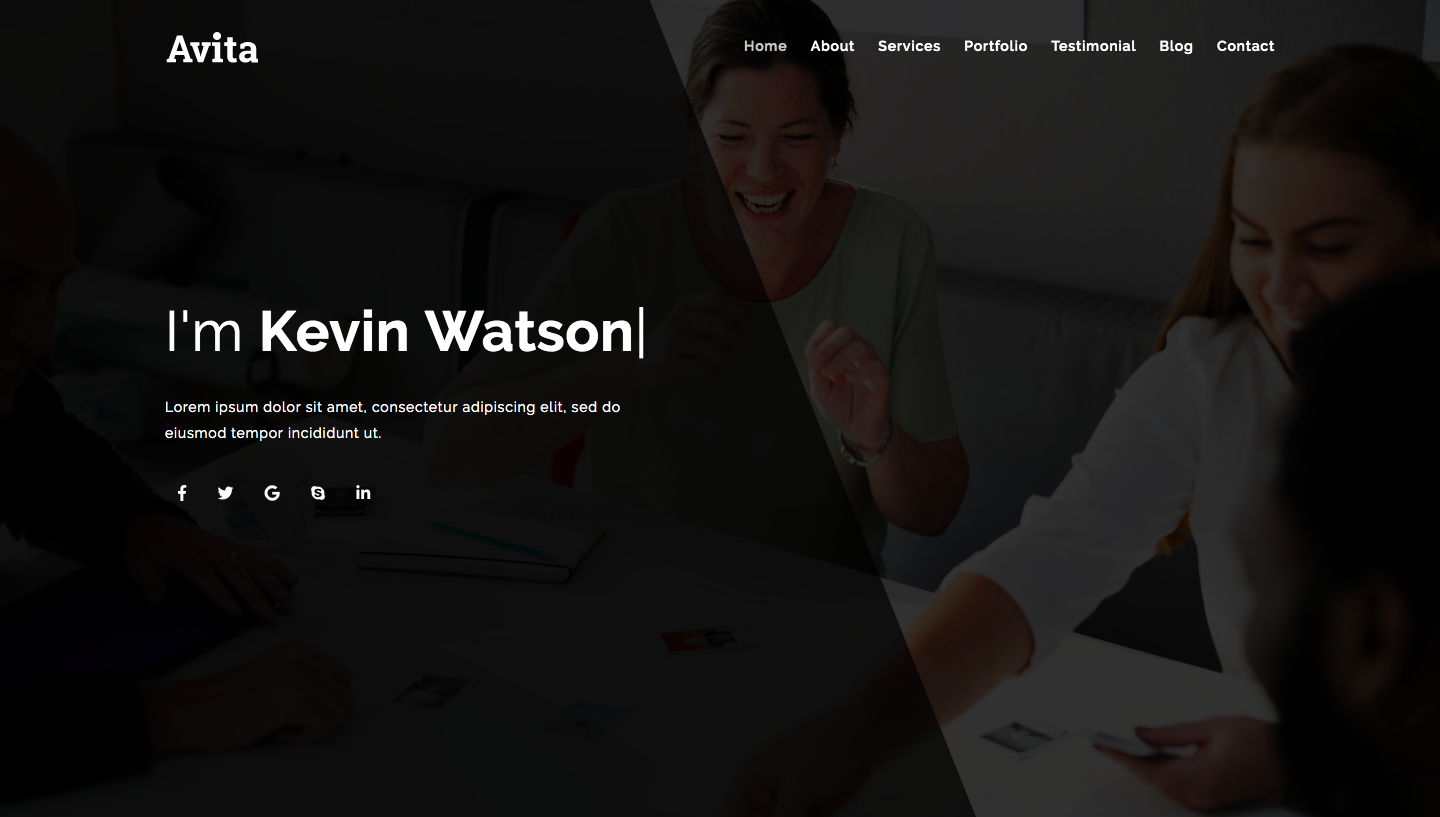 Avita
Home About Services Portfolio Testimonial Blog Contact
I'm Kevin Watson|
Lorem ipsum dolor sit amet, consectetur adipiscing elit, sed do
eiusmod tempor incididunt ut.